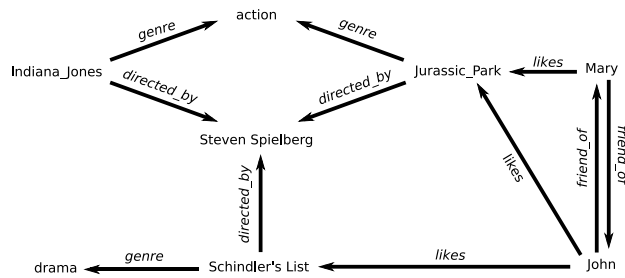 action
genre
genre
Indiana_Jones
Jurassic_Park
likes
Mary
directed_by
directed_by
Steven Spielberg
likes
friend_of
friend_of
directed_by
drama
genre
Schindler's List
likes
John